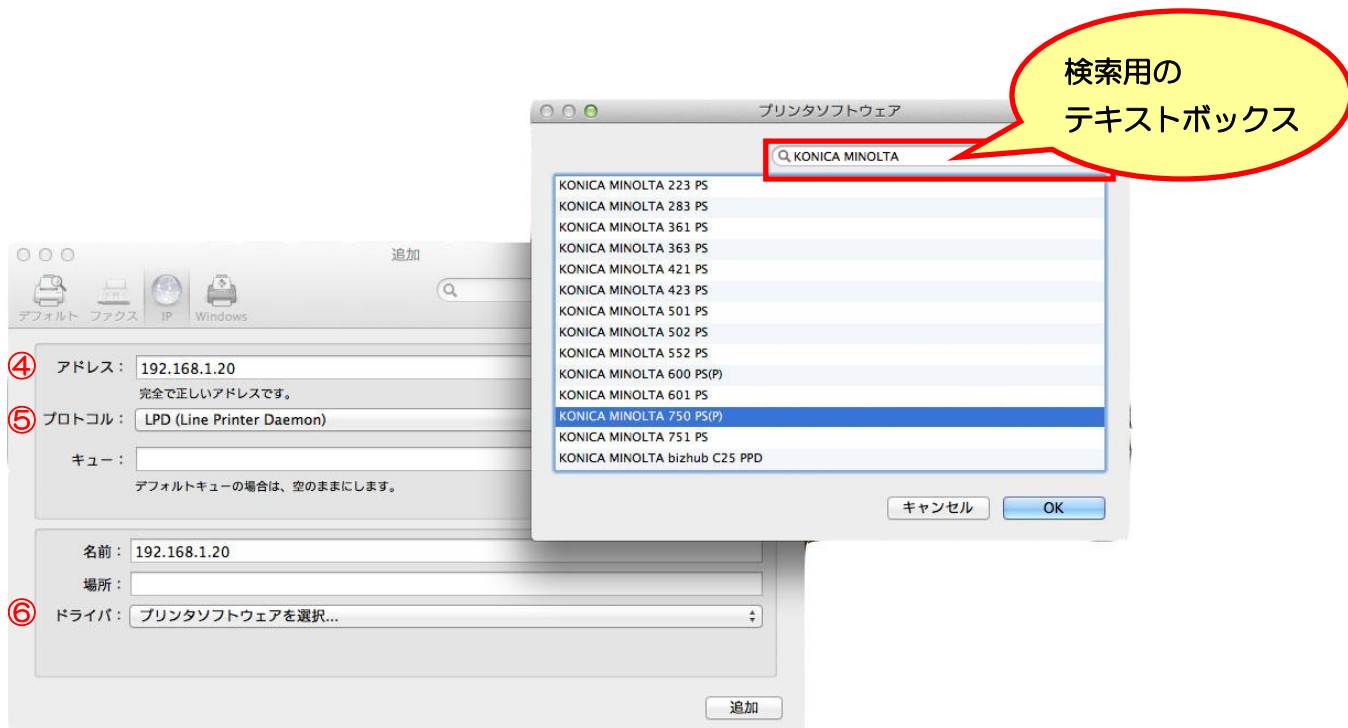 検索用の
テキストボックス
プリンタソフトウェア
KONICA MINOLTA
KONICA MINOLTA 223 PS
KONICA MINOLTA 283 PS
KONICA MINOLTA 361 PS
KONICA MINOLTA 363 PS
KONICA MINOLTA 421 PS
KONICA MINOLTA 423 PS
KONICA MINOLTA 501 PS
KONICA MINOLTA 502 PS
KONICA MINOLTA 552 PS
KONICA MINOLTA 600 PS(P)
KONICA MINOLTA 601 PS
KONICA MINOLTA 750 PS(P)
KONICA MINOLTA 751 PS
KONICA MINOLTA bizhub C25 PPD
キャンセル OK
追加
デフォルト ファクス IP Windows
④ アドレス： 192.168.1.20
完全で正しいアドレスです。
⑤ プロトコル： LPD (Line Printer Daemon)
キュー：
デフォルトキューの場合は、空のままにします。
名前： 192.168.1.20
場所：
⑥ ドライバ： プリンタソフトウェアを選択...
追加